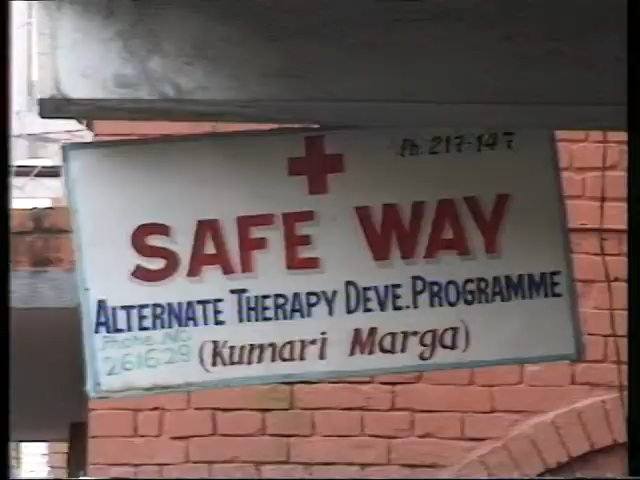 Ph. 217-147
SAFE WAY
ALTERNATE THERAPY DEVE. PROGRAMME
Phone. No
261629
(Kumari Marga)